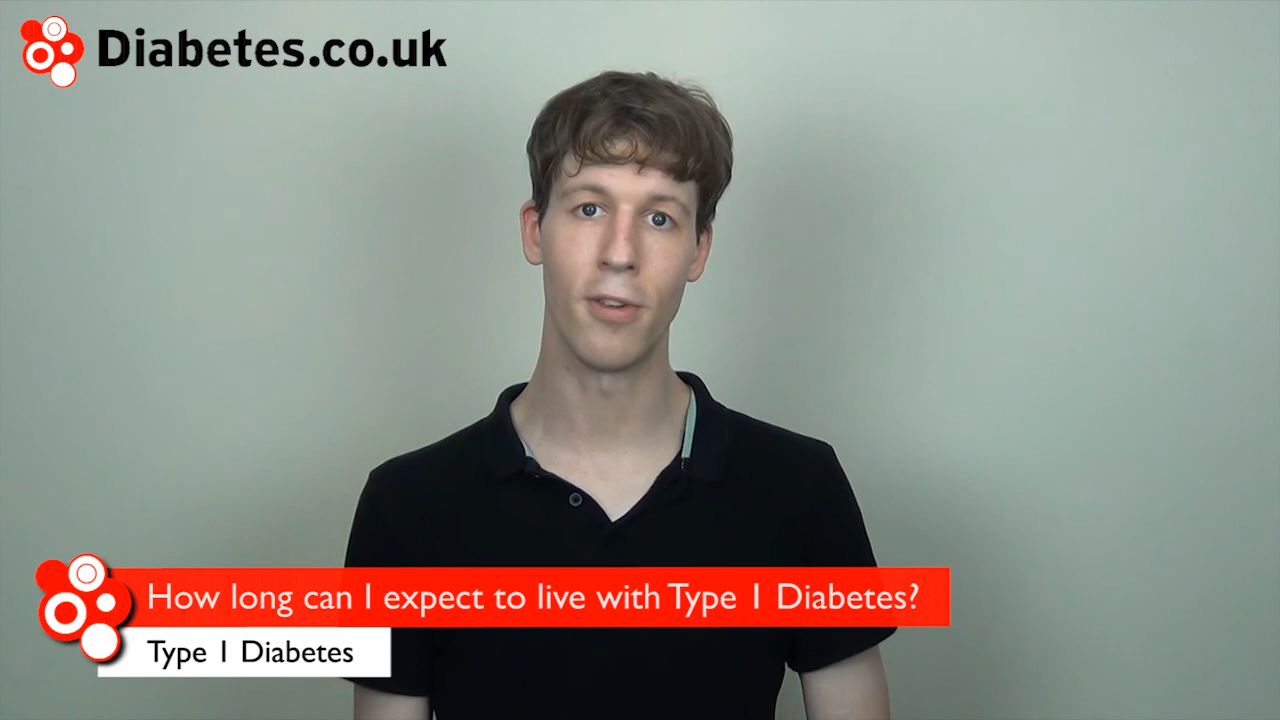 Diabetes.co.uk
How long can I expect to live with Type 1 Diabetes?
Type 1 Diabetes